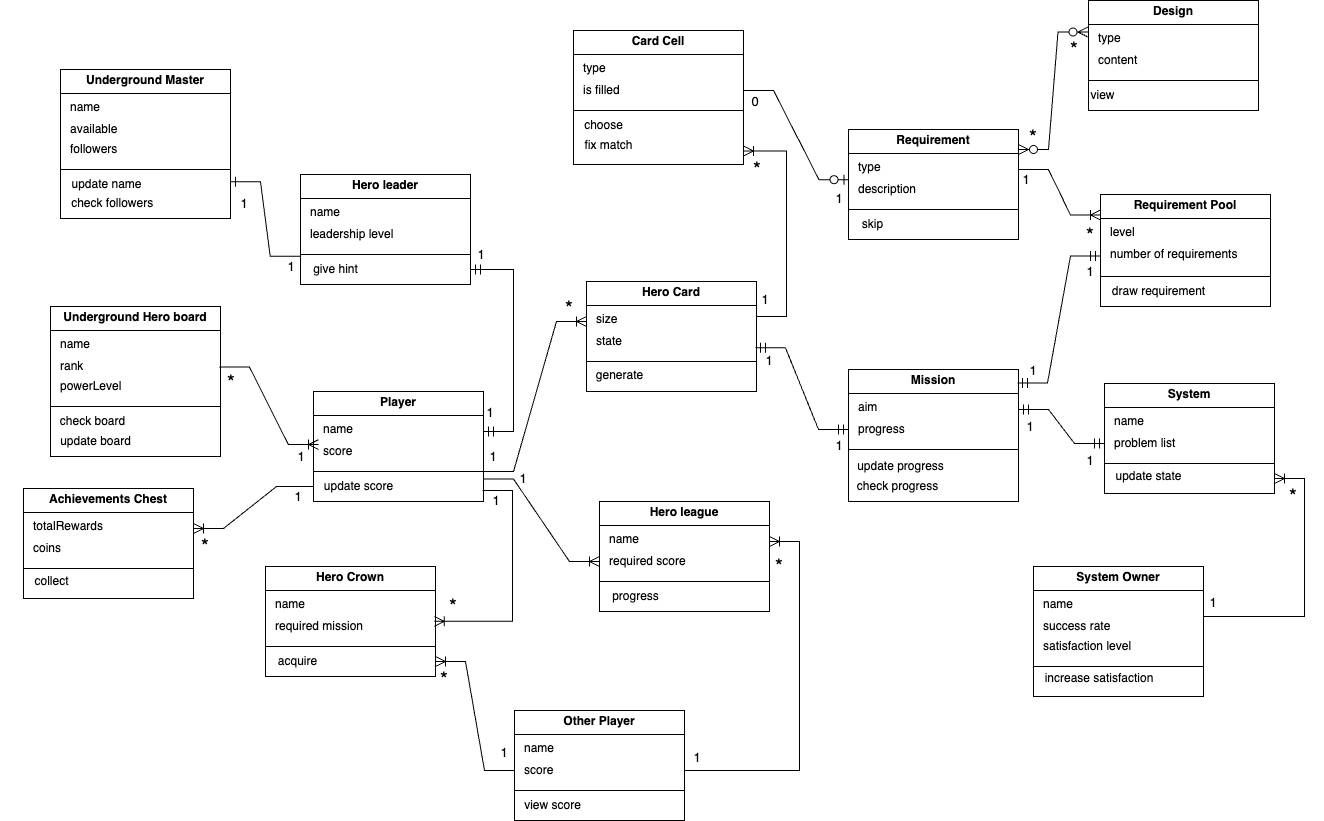 Design
type
content
view
*
*
Card Cell
type
is filled
choose
fix match
0
*
Underground Master
name
available
followers
update name
check followers
1
Requirement
type
description
skip
1
1
Hero leader
name
leadership level
give hint
1
1
Requirement Pool
level
number of requirements
draw requirement
*
1
Hero Card
size
state
generate
*
1
1
Underground Hero board
name
rank
powerLevel
check board
update board
*
Player
name
score
update score
1
1
1
1
1
1
Mission
aim
progress
update progress
check progress
1
1
1
System
name
problem list
update state
1
*
Achievements Chest
totalRewards
coins
collect
*
Hero league
name
required score
progress
*
Hero Crown
name
required mission
acquire
*
*
System Owner
name
success rate
satisfaction level
increase satisfaction
1
Other Player
name
score
view score
1
1